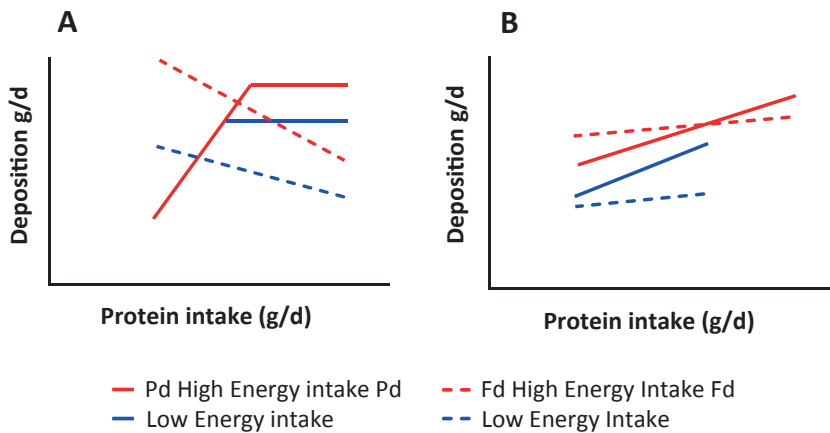 A
B
Deposition g/d
Deposition g/d
Protein intake (g/d)
Protein intake (g/d)
Pd High Energy intake Pd
Fd High Energy Intake Fd
Low Energy intake
Low Energy Intake